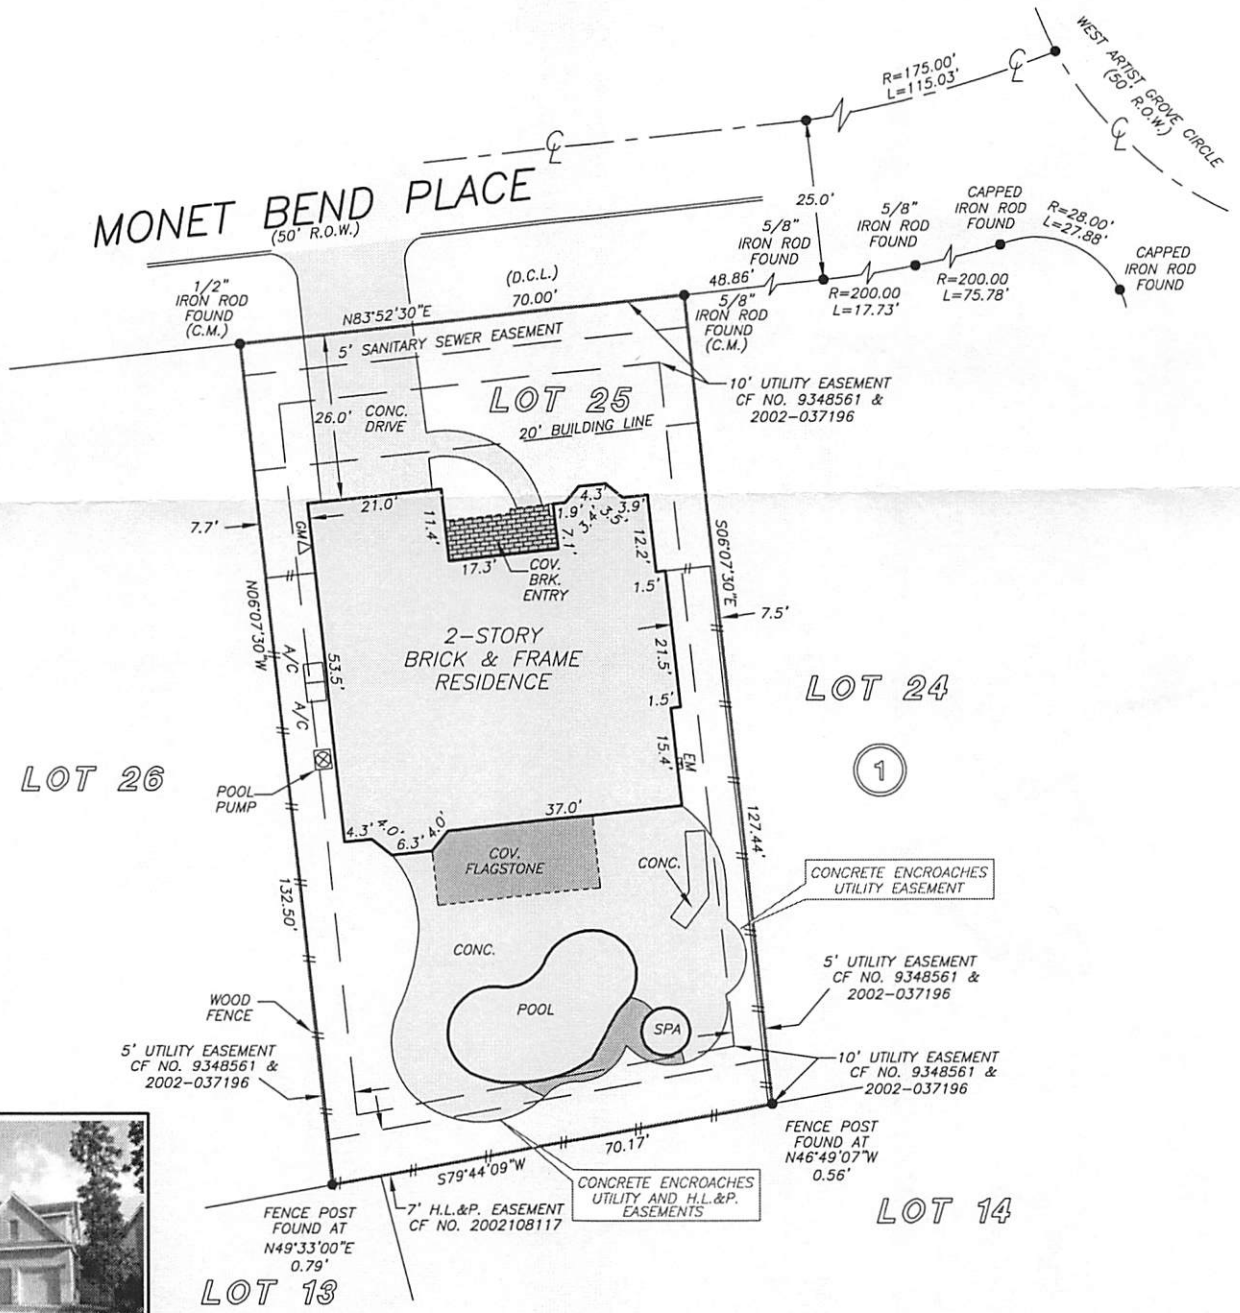 WEST ARTIST GROVE CIRCLE
(50' R.O.W.)
R=175.00'
L=115.03'
MONET BEND PLACE
(50' R.O.W.)
25.0'
5/8"
IRON ROD
FOUND
5/8"
IRON ROD
FOUND
CAPPED
IRON ROD
FOUND
R=28.00'
L=27.88'
CAPPED
IRON ROD
FOUND
1/2"
IRON ROD
FOUND
(C.M.)
(D.C.L.)
N83°52'30"E
70.00'
48.86'
5/8"
IRON ROD
FOUND
(C.M.)
R=200.00
L=17.73'
R=200.00
L=75.78'
5' SANITARY SEWER EASEMENT
10' UTILITY EASEMENT
CF NO. 9348561 &
2002-037196
LOT 25
20' BUILDING LINE
26.0'
CONC.
DRIVE
21.0'
11.4'
17.3'
COV.
BRK.
ENTRY
7.1'
1.9'
3.4'
4.3'
3.5'
3.9'
12.2'
1.5'
21.5'
1.5'
15.4'
EM
GM
7.7'
N06°07'30"W
A/C
A/C
53.5'
S06°07'30"E
7.5'
2-STORY
BRICK & FRAME
RESIDENCE
LOT 24
1
LOT 26
POOL
PUMP
4.3'
4.0'
6.3'
4.0'
37.0'
COV.
FLAGSTONE
CONC.
127.44'
CONCRETE ENCROACHES
UTILITY EASEMENT
132.50'
CONC.
POOL
SPA
WOOD
FENCE
5' UTILITY EASEMENT
CF NO. 9348561 &
2002-037196
5' UTILITY EASEMENT
CF NO. 9348561 &
2002-037196
10' UTILITY EASEMENT
CF NO. 9348561 &
2002-037196
FENCE POST
FOUND AT
N46°49'07"W
0.56'
S79°44'09"W
70.17'
CONCRETE ENCROACHES
UTILITY AND H.L.&P.
EASEMENTS
7' H.L.&P. EASEMENT
CF NO. 2002108117
FENCE POST
FOUND AT
N49°33'00"E
0.79'
LOT 13
LOT 14